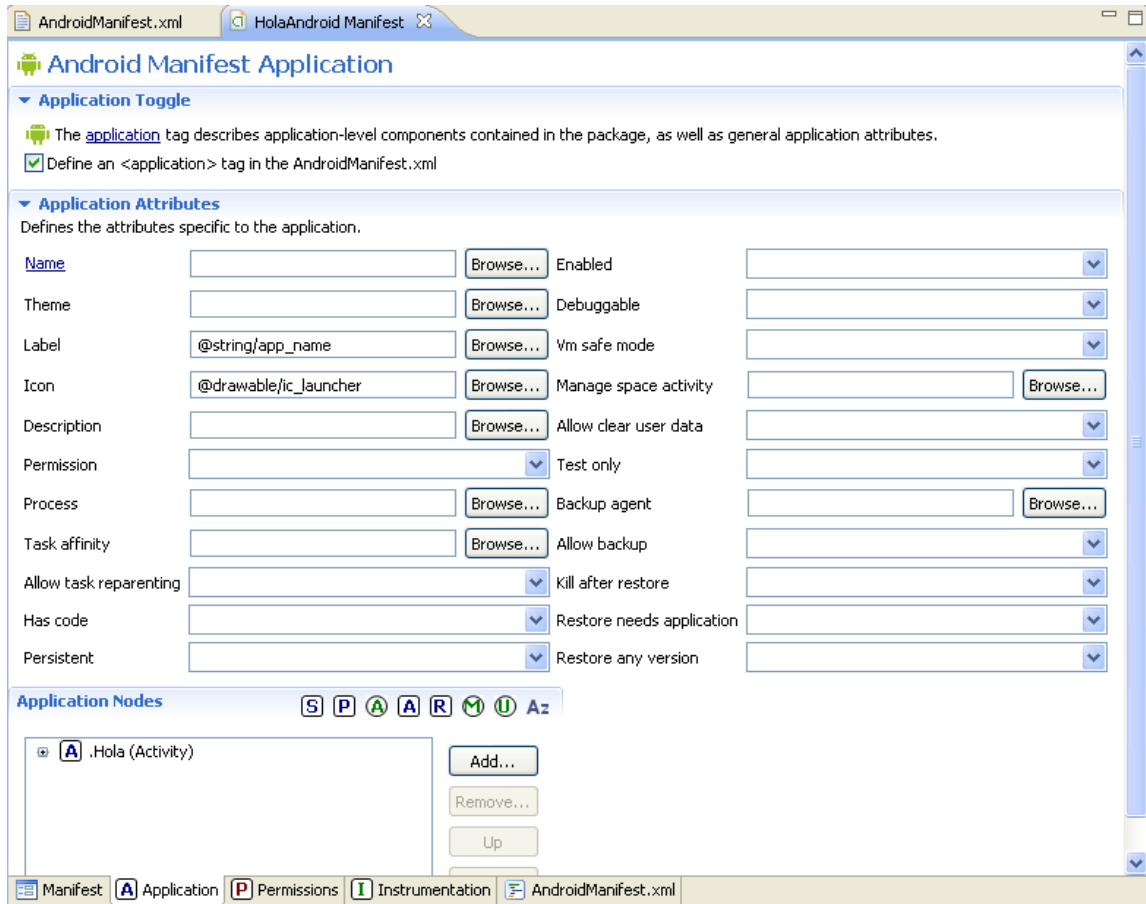 AndroidManifest.xml HolaAndroid Manifest
Android Manifest Application
Application Toggle
The application tag describes application-level components contained in the package, as well as general application attributes.
Define an <application> tag in the AndroidManifest.xml
Application Attributes
Defines the attributes specific to the application.
Name Browse... Enabled
Theme Browse... Debuggable
Label @string/app_name Browse... Vm safe mode
Icon @drawable/ic_launcher Browse... Manage space activity Browse...
Description Browse... Allow clear user data
Permission Test only
Process Browse... Backup agent Browse...
Task affinity Browse... Allow backup
Allow task reparenting Kill after restore
Has code Restore needs application
Persistent Restore any version
Application Nodes S P A A R M U Az
A .Hola (Activity) Add...
Remove...
Up
Manifest A Application P Permissions I Instrumentation AndroidManifest.xml